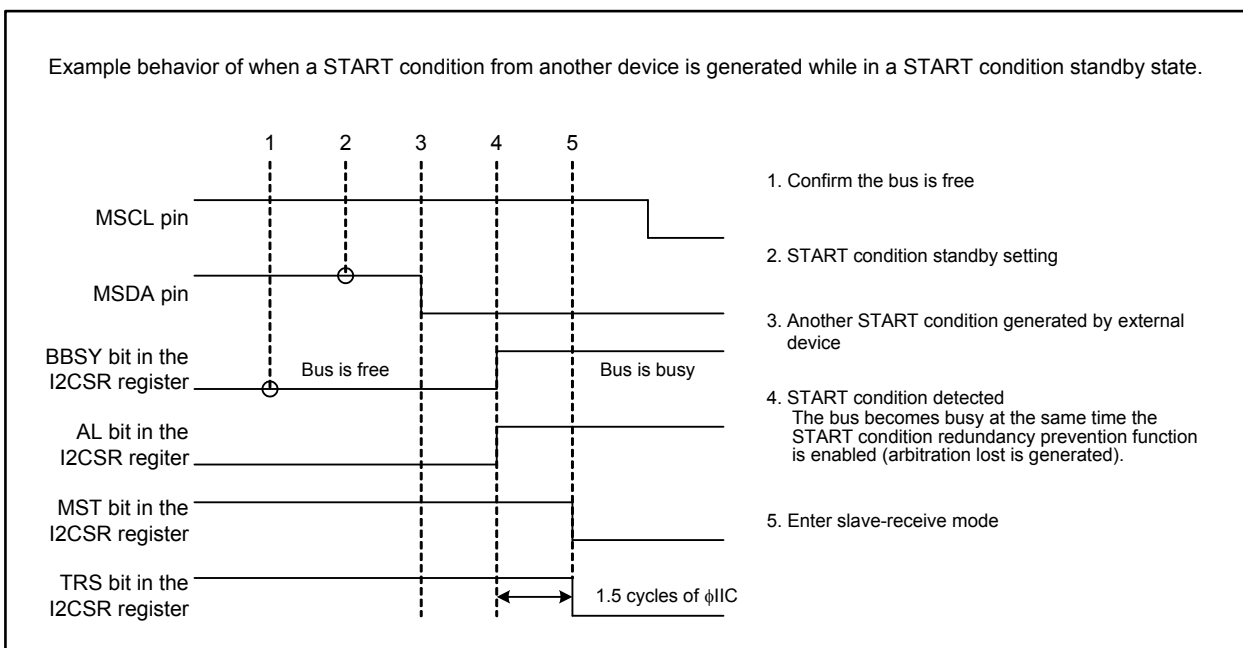 Example behavior of when a START condition from another device is generated while in a START condition standby state.
1 2 3 4 5
MSCL pin
MSDA pin
BBSY bit in the
I2CSR register
Bus is free
Bus is busy
AL bit in the
I2CSR regiter
MST bit in the
I2CSR register
TRS bit in the
I2CSR register
1.5 cycles of ϕIIC
1. Confirm the bus is free
2. START condition standby setting
3. Another START condition generated by external
device
4. START condition detected
The bus becomes busy at the same time the
START condition redundancy prevention function
is enabled (arbitration lost is generated).
5. Enter slave-receive mode